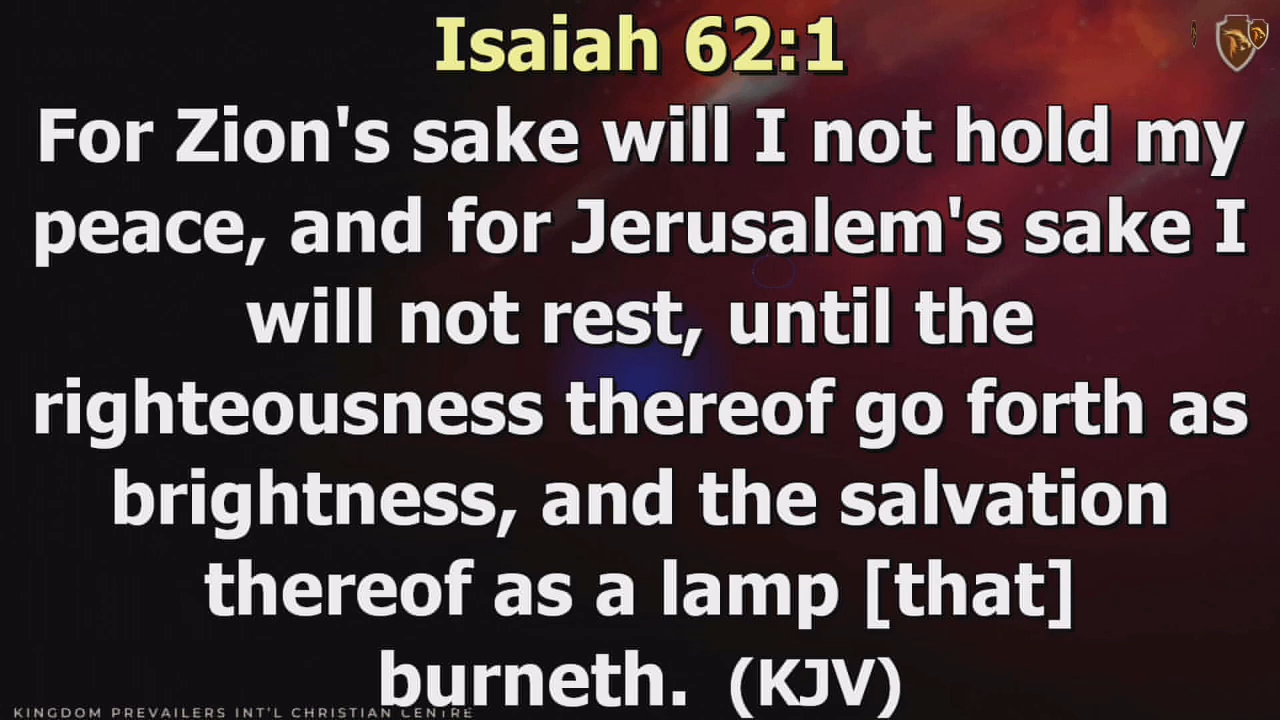 Isaiah 62:1
For Zion's sake will I not hold my
peace, and for Jerusalem's sake I
will not rest, until the
righteousness thereof go forth as
brightness, and the salvation
thereof as a lamp [that]
burneth. (KJV)
KINGDOM PREVAILERS INT'L CHRISTIAN CENTRE